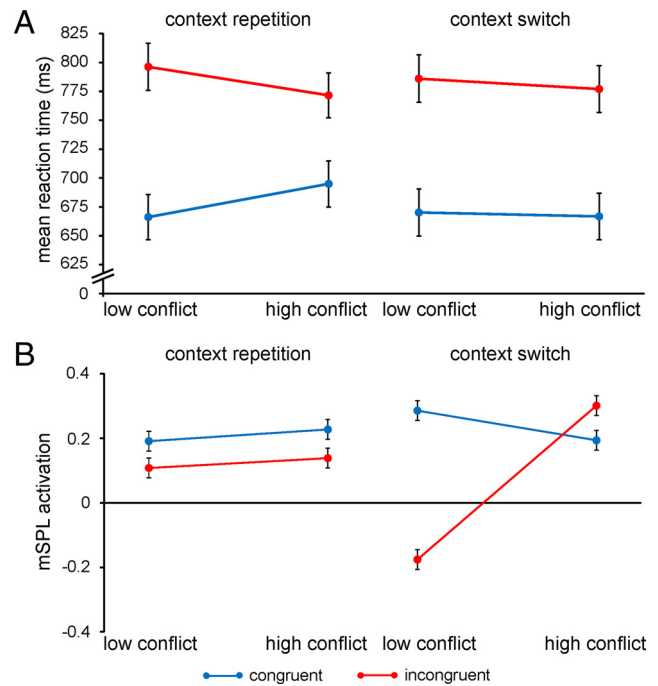 A
context repetition
context switch
mean reaction time (ms)
825
800
775
750
725
700
675
650
625
0
low conflict
high conflict
low conflict
high conflict
B
context repetition
context switch
mSPL activation
0.4
0.2
0
-0.2
-0.4
low conflict
high conflict
low conflict
high conflict
congruent
incongruent